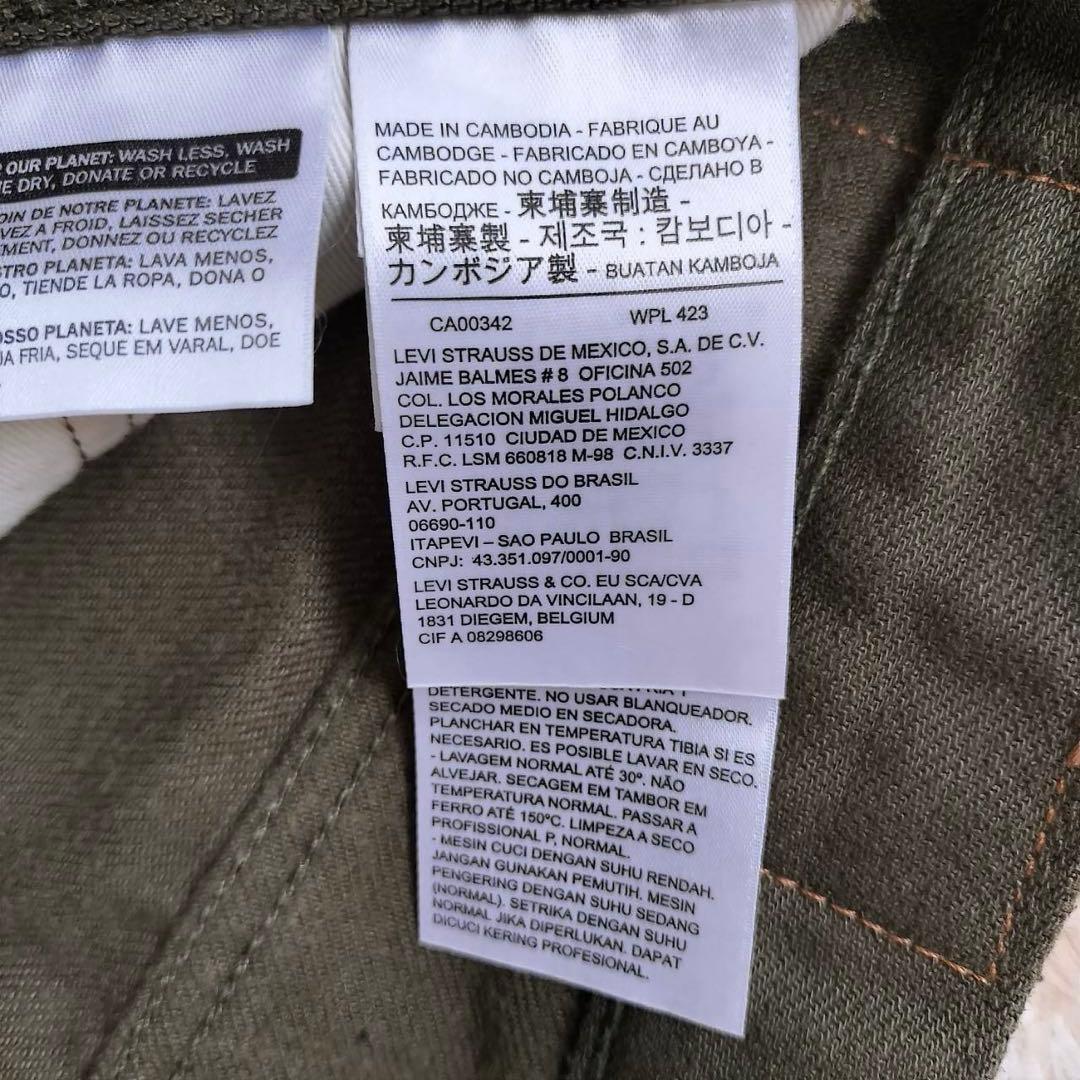 OUR PLANET: WASH LESS, WASH
DRY, DONATE OR RECYCLE
OIN DE NOTRE PLANETE: LAVEZ
VEZ A FROID, LAISSEZ SECHER
EMENT, DONNEZ OU RECYCLEZ
STRO PLANETA: LAVA MENOS,
O, TIENDE LA ROPA, DONA O
OSSO PLANETA: LAVE MENOS,
UA FRIA, SEQUE EM VARAL, DOE
MADE IN CAMBODIA - FABRIQUE AU
CAMBODGE - FABRICADO EN CAMBOYA -
FABRICADO NO CAMBOJA - СДЕЛАНО В
КАМБОДЖЕ - 柬埔寨制造 -
柬埔寨製 - 제조국 : 캄보디아 -
カンボジア製 - BUATAN KAMBOJA
CA00342 WPL 423
LEVI STRAUSS DE MEXICO, S.A. DE C.V.
JAIME BALMES # 8 OFICINA 502
COL. LOS MORALES POLANCO
DELEGACION MIGUEL HIDALGO
C.P. 11510 CIUDAD DE MEXICO
R.F.C. LSM 660818 M-98 C.N.I.V. 3337
LEVI STRAUSS DO BRASIL
AV. PORTUGAL, 400
06690-110
ITAPEVI – SAO PAULO BRASIL
CNPJ: 43.351.097/0001-90
LEVI STRAUSS & CO. EU SCA/CVA
LEONARDO DA VINCILAAN, 19 - D
1831 DIEGEM, BELGIUM
CIF A 08298606
DETERGENTE. NO USAR BLANQUEADOR.
SECADO MEDIO EN SECADORA.
PLANCHAR EN TEMPERATURA TIBIA SI ES
NECESARIO. ES POSIBLE LAVAR EN SECO.
- LAVAGEM NORMAL ATÉ 30º. NÃO
ALVEJAR. SECAGEM EM TAMBOR EM
TEMPERATURA NORMAL. PASSAR A
FERRO ATÉ 150ºC. LIMPEZA A SECO
PROFISSIONAL P, NORMAL.
- MESIN CUCI DENGAN SUHU RENDAH.
JANGAN GUNAKAN PEMUTIH. MESIN
PENGERING DENGAN SUHU SEDANG
(NORMAL). SETRIKA DENGAN SUHU
NORMAL JIKA DIPERLUKAN. DAPAT
DICUCI KERING PROFESIONAL.